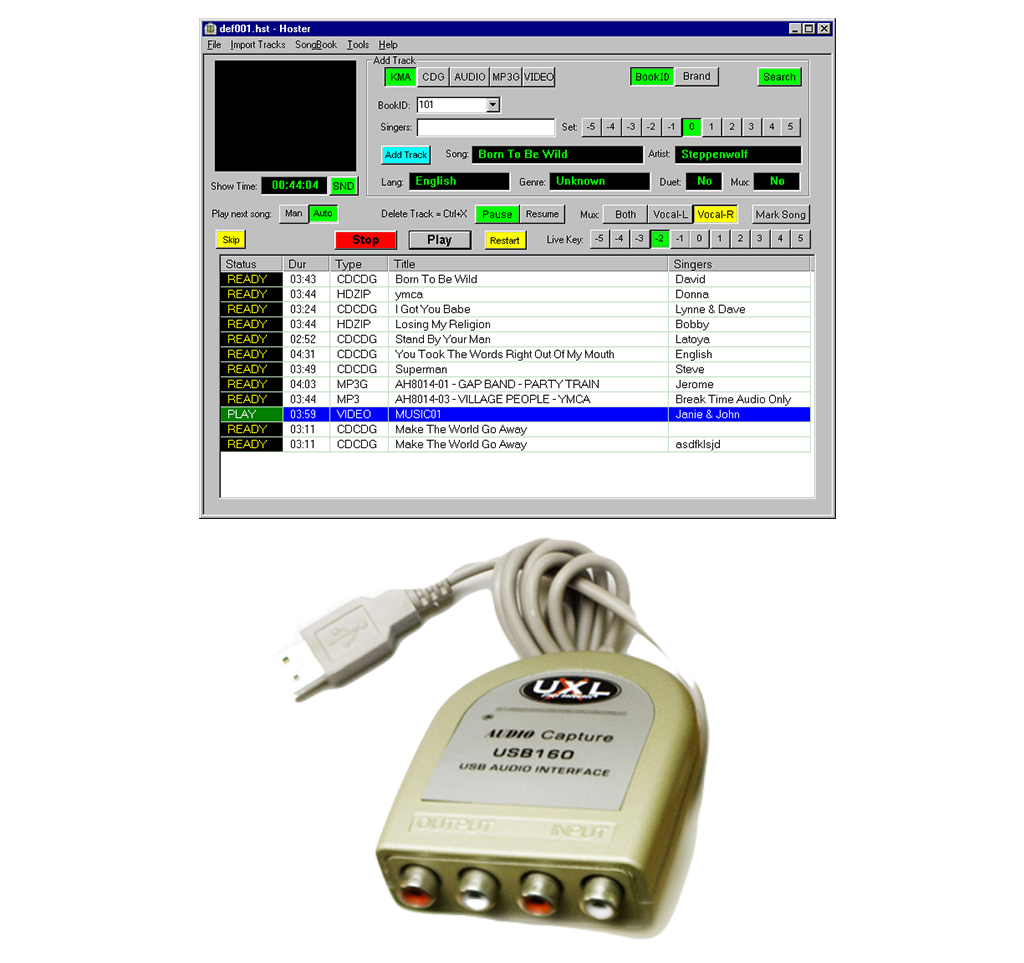 def001.hst - Hoster
File Import Tracks SongBook Tools Help
Add Track
KMA CDG AUDIO MP3G VIDEO BookID Brand Search
BookID: 101
Singers: Set: -5 -4 -3 -2 -1 0 1 2 3 4 5
Add Track Song: Born To Be Wild Artist: Steppenwolf
Show Time: 00:44:04 SND Lang: English Genre: Unknown Duet: No Mux: No
Play next song: Man Auto Delete Track = Ctrl+X Pause Resume Mux: Both Vocal-L Vocal-R Mark Song
Skip Stop Play Restart Live Key: -5 -4 -3 -2 -1 0 1 2 3 4 5
Status Dur Type Title Singers
READY 03:43 CDCDG Born To Be Wild David
READY 03:44 HDZIP ymca Donna
READY 03:24 CDCDG I Got You Babe Lynne & Dave
READY 03:44 HDZIP Losing My Religion Bobby
READY 02:52 CDCDG Stand By Your Man Latoya
READY 04:31 CDCDG You Took The Words Right Out Of My Mouth English
READY 03:49 CDCDG Superman Steve
READY 04:03 MP3G AH8014-01 - GAP BAND - PARTY TRAIN Jerome
READY 03:44 MP3 AH8014-03 - VILLAGE PEOPLE - YMCA Break Time Audio Only
PLAY 03:59 VIDEO MUSIC01 Janie & John
READY 03:11 CDCDG Make The World Go Away
READY 03:11 CDCDG Make The World Go Away asdfklsjd
UXL
AUDIO Capture
USB160
USB AUDIO INTERFACE
OUTPUT INPUT